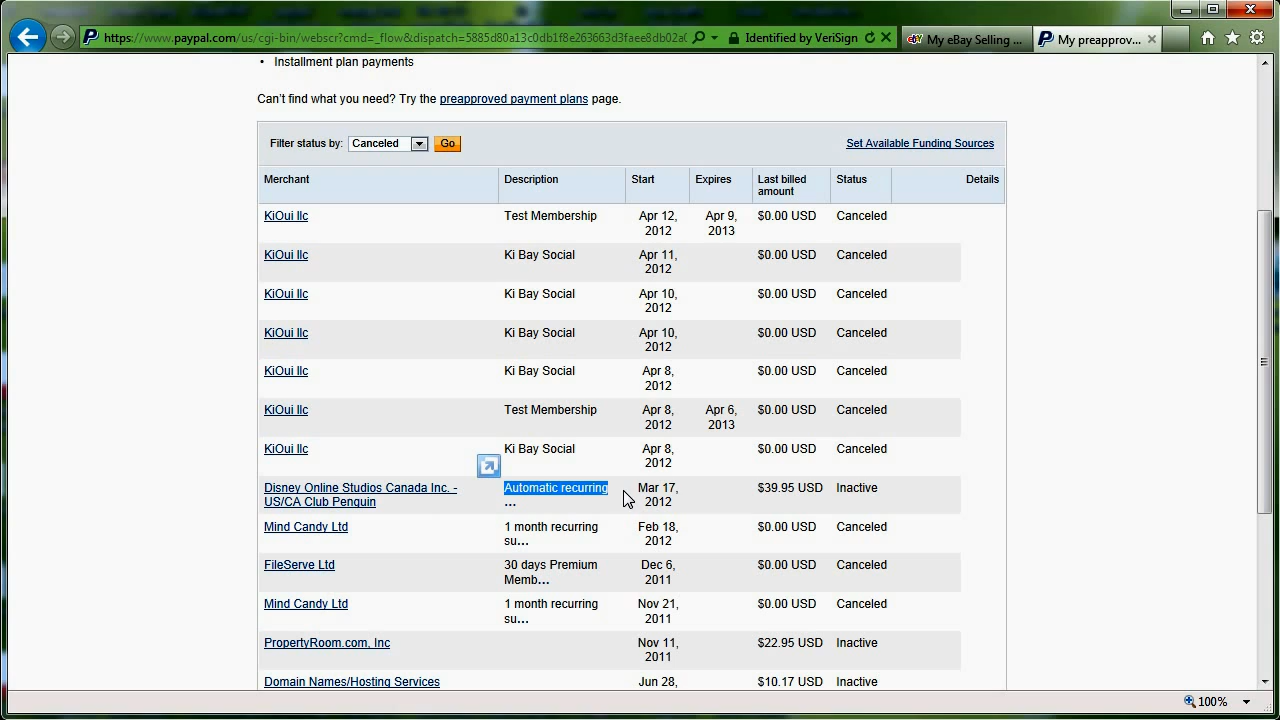 https://www.paypal.com/us/cgi-bin/webscr?cmd=_flow&dispatch=5885d80a13c0db1f8e263663d3faee8db02a0
Identified by VeriSign
My eBay Selling ...
My preapprov...
• Installment plan payments
Can't find what you need? Try the preapproved payment plans page.
Filter status by: Canceled Go Set Available Funding Sources
Merchant Description Start Expires Last billed amount Status Details
KiOui llc Test Membership Apr 12, 2012 Apr 9, 2013 $0.00 USD Canceled
KiOui llc Ki Bay Social Apr 11, 2012 $0.00 USD Canceled
KiOui llc Ki Bay Social Apr 10, 2012 $0.00 USD Canceled
KiOui llc Ki Bay Social Apr 10, 2012 $0.00 USD Canceled
KiOui llc Ki Bay Social Apr 8, 2012 $0.00 USD Canceled
KiOui llc Test Membership Apr 8, 2012 Apr 6, 2013 $0.00 USD Canceled
KiOui llc Ki Bay Social Apr 8, 2012 $0.00 USD Canceled
Disney Online Studios Canada Inc. - US/CA Club Penguin Automatic recurring ... Mar 17, 2012 $39.95 USD Inactive
Mind Candy Ltd 1 month recurring su... Feb 18, 2012 $0.00 USD Canceled
FileServe Ltd 30 days Premium Memb... Dec 6, 2011 $0.00 USD Canceled
Mind Candy Ltd 1 month recurring su... Nov 21, 2011 $0.00 USD Canceled
PropertyRoom.com, Inc Nov 11, 2011 $22.95 USD Inactive
Domain Names/Hosting Services Jun 28, $10.17 USD Inactive
100%